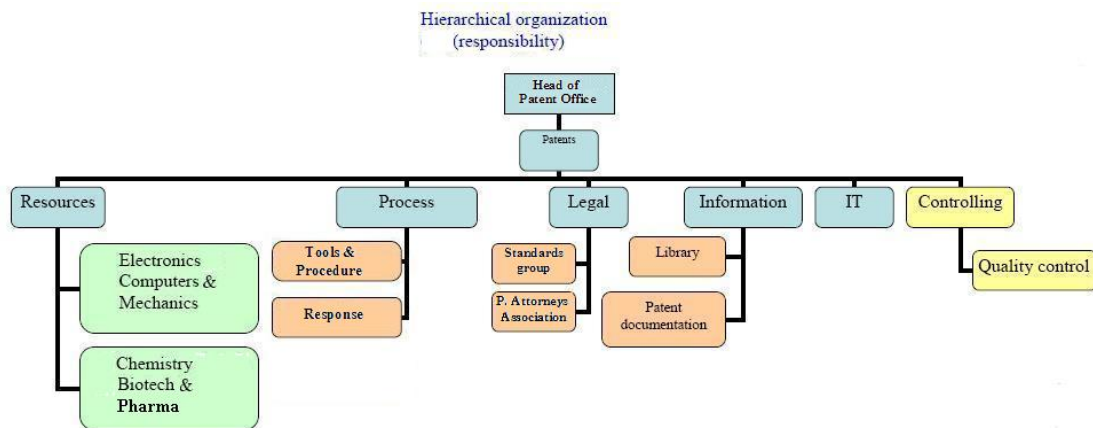 Hierarchical organization
(responsibility)
Head of
Patent Office
Patents
Resources
Process
Legal
Information
IT
Controlling
Electronics
Computers &
Mechanics
Chemistry
Biotech &
Pharma
Tools &
Procedure
Response
Standards
group
P. Attorneys
Association
Library
Patent
documentation
Quality control